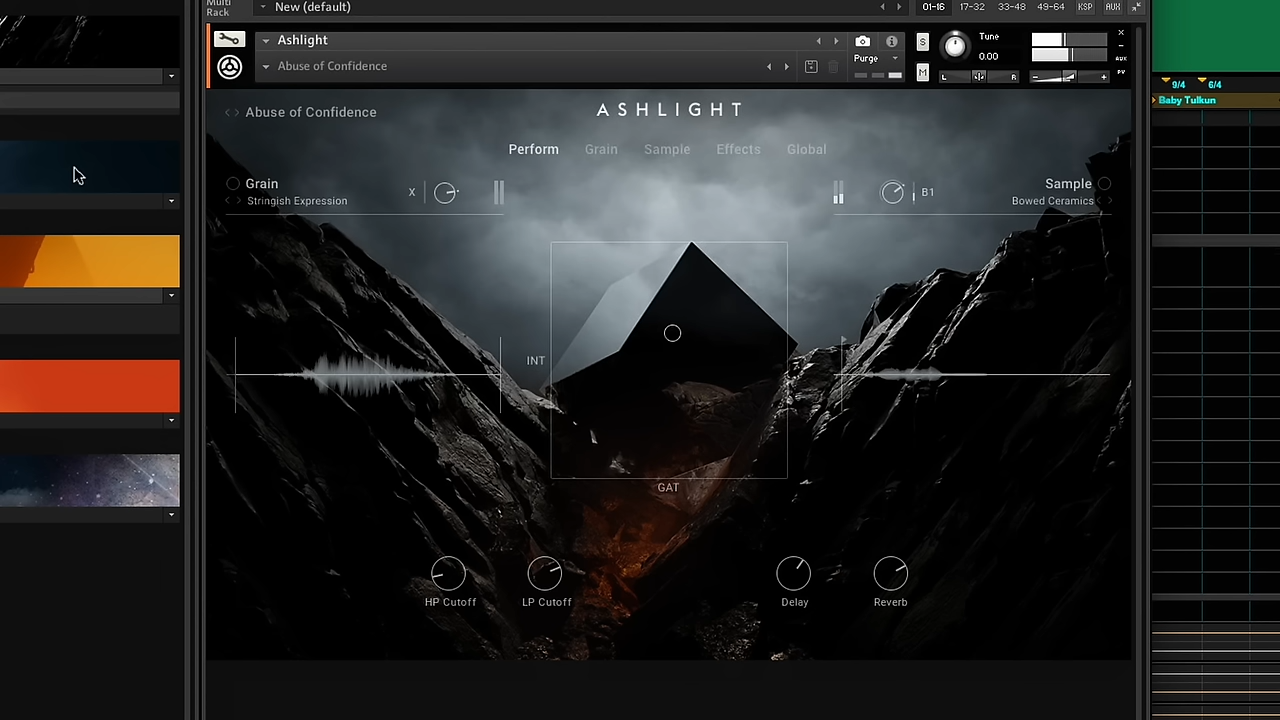 Multi
Rack
New (default)
01-16 17-32 33-48 49-64 KSP AUX
Ashlight
Abuse of Confidence
Purge
S
M
Tune
0.00
L R
AUX
PV
9/4 6/4
Baby Tulkun
Abuse of Confidence
ASHLIGHT
Perform Grain Sample Effects Global
Grain
Stringish Expression
X
B1
Sample
Bowed Ceramics
INT
GAT
HP Cutoff LP Cutoff Delay Reverb